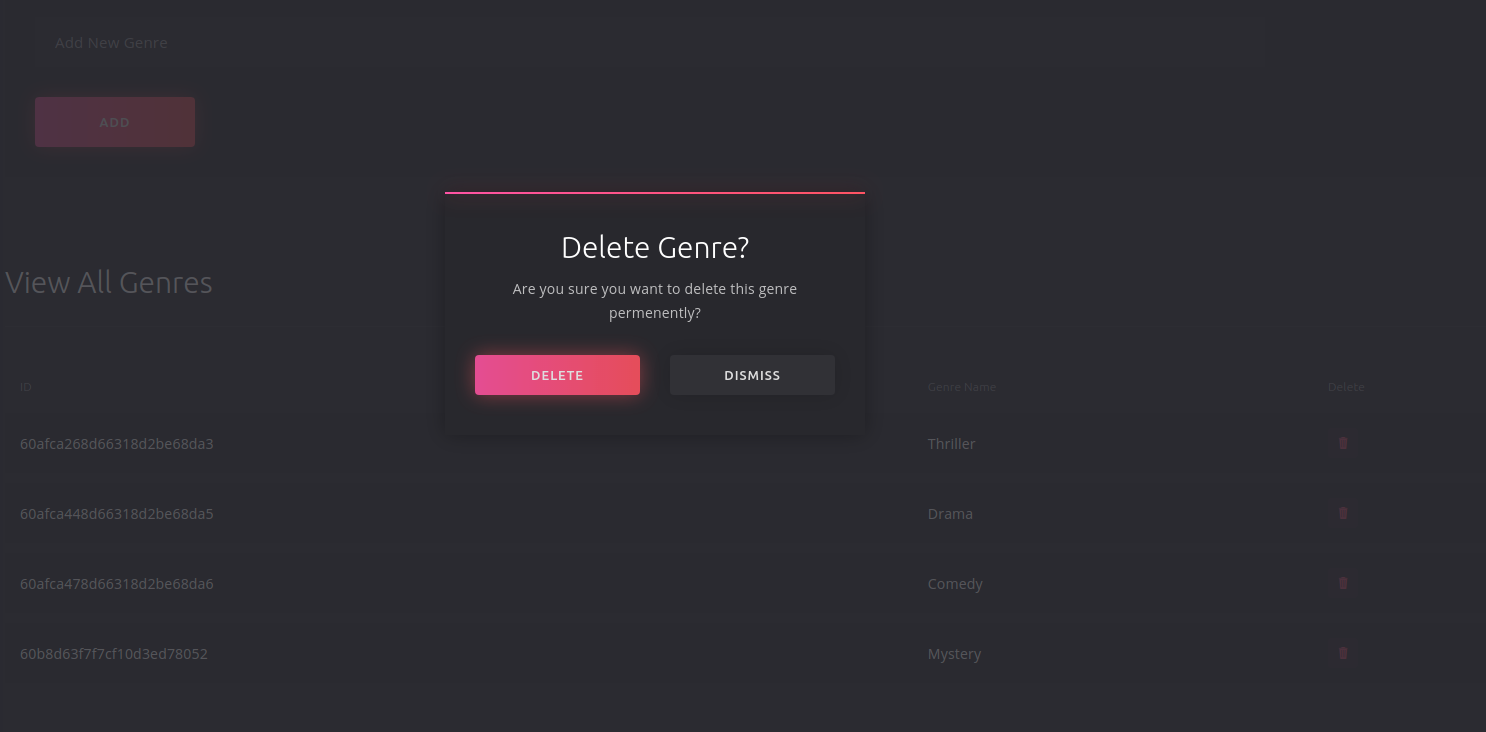 Add New Genre
ADD
Delete Genre?
Are you sure you want to delete this genre
permenently?
DELETE DISMISS
View All Genres
ID Genre Name Delete
60afca268d66318d2be68da3 Thriller
60afca448d66318d2be68da5 Drama
60afca478d66318d2be68da6 Comedy
60b8d63f7f7cf10d3ed78052 Mystery